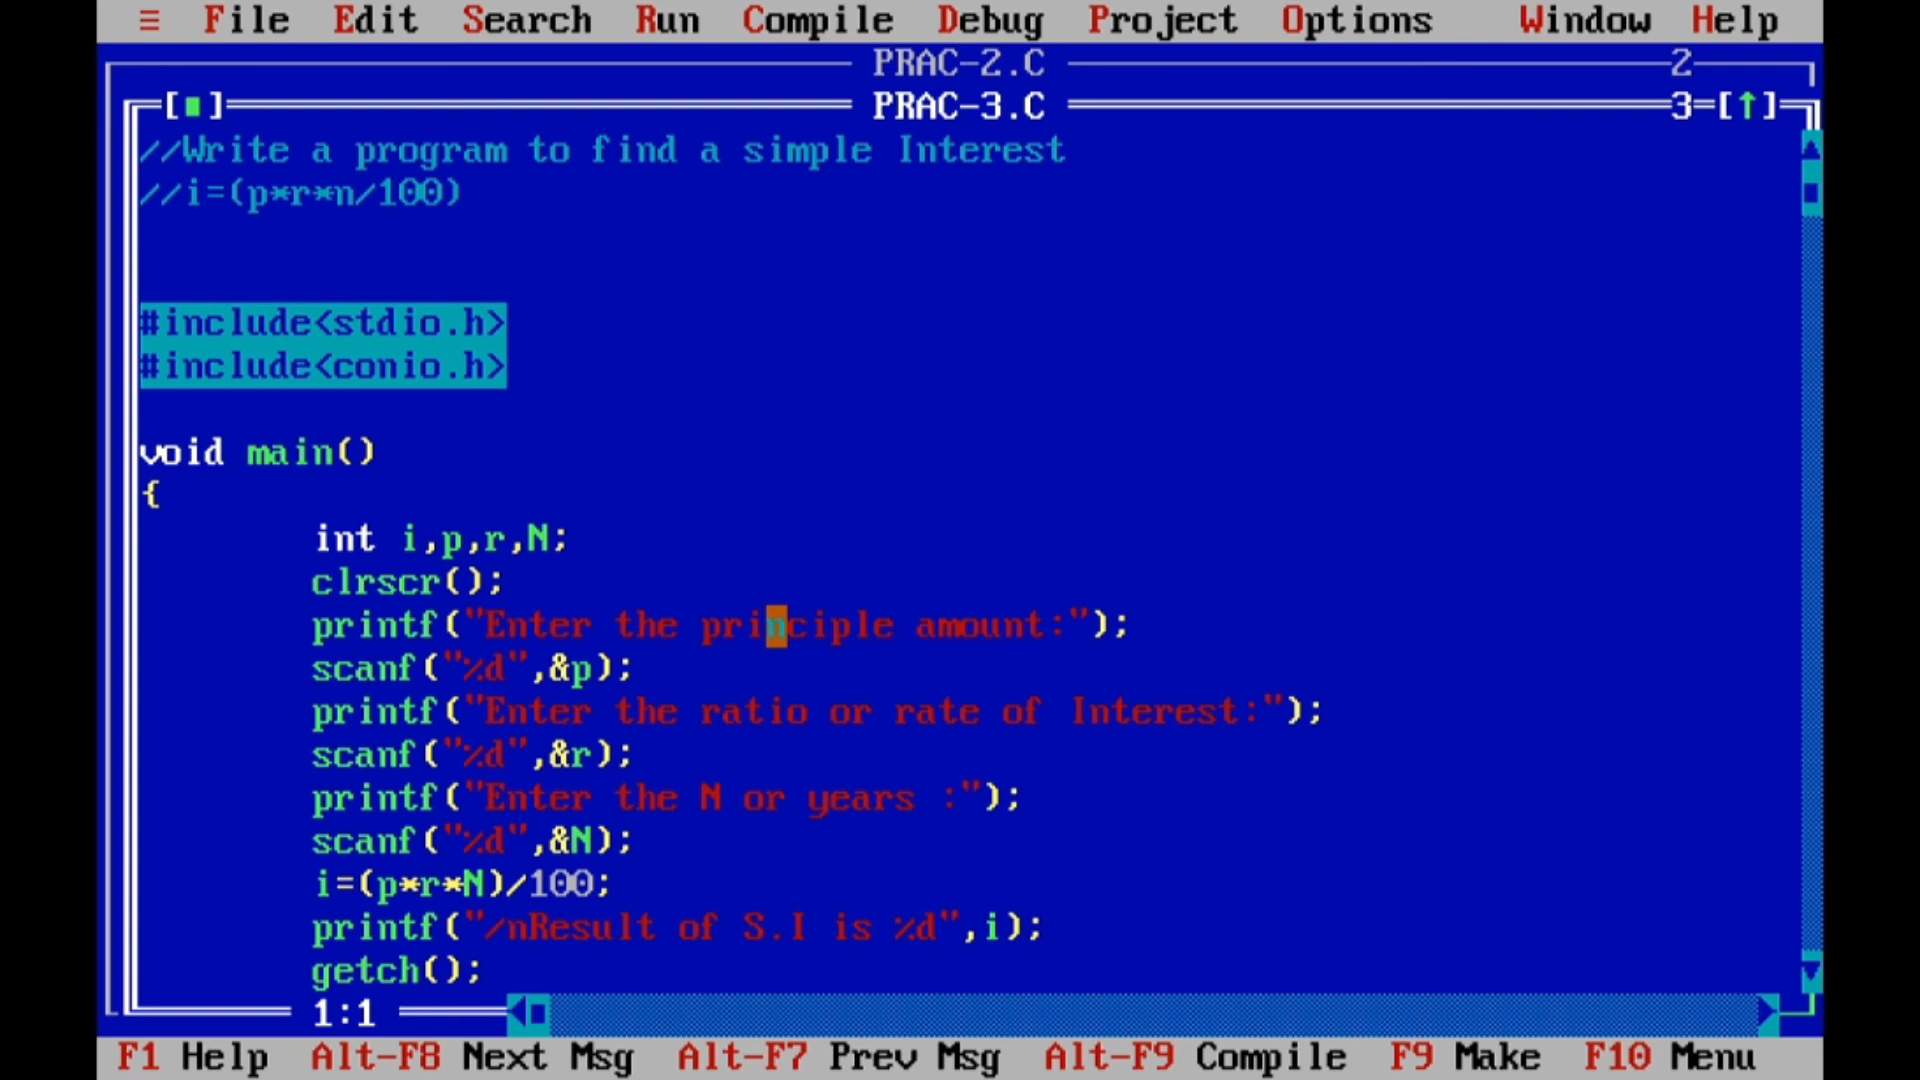 ≡ File Edit Search Run Compile Debug Project Options Window Help
PRAC-2.C 2
[■] PRAC-3.C 3=[↑]
//Write a program to find a simple Interest
//i=(p*r*n/100)
#include<stdio.h>
#include<conio.h>
void main()
{
int i,p,r,N;
clrscr();
printf("Enter the principle amount:");
scanf("%d",&p);
printf("Enter the ratio or rate of Interest:");
scanf("%d",&r);
printf("Enter the N or years :");
scanf("%d",&N);
i=(p*r*N)/100;
printf("/nResult of S.I is %d",i);
getch();
1:1
F1 Help Alt-F8 Next Msg Alt-F7 Prev Msg Alt-F9 Compile F9 Make F10 Menu